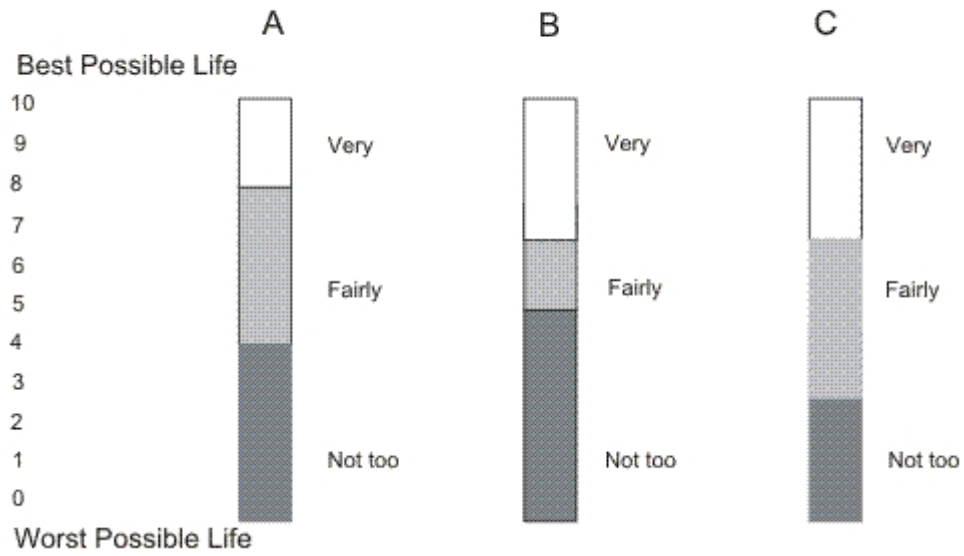 A B C
Best Possible Life
10
9 Very Very Very
8
7
6
5 Fairly Fairly Fairly
4
3
2
1 Not too Not too Not too
0
Worst Possible Life